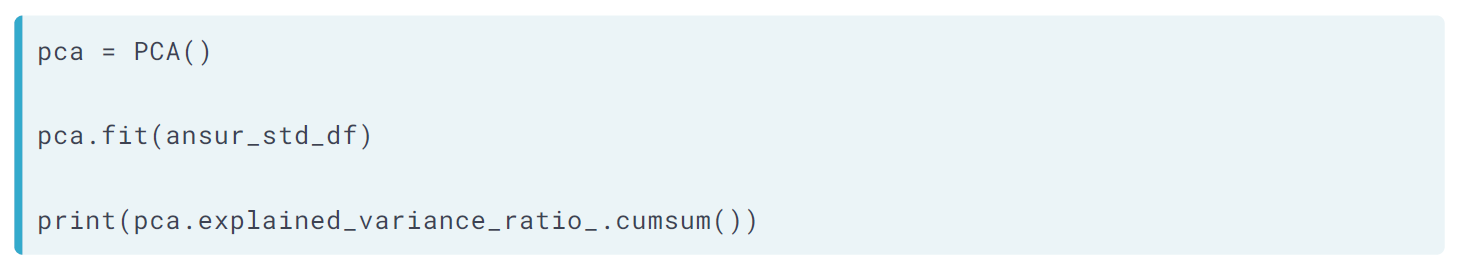 pca = PCA()
pca.fit(ansur_std_df)
print(pca.explained_variance_ratio_.cumsum())